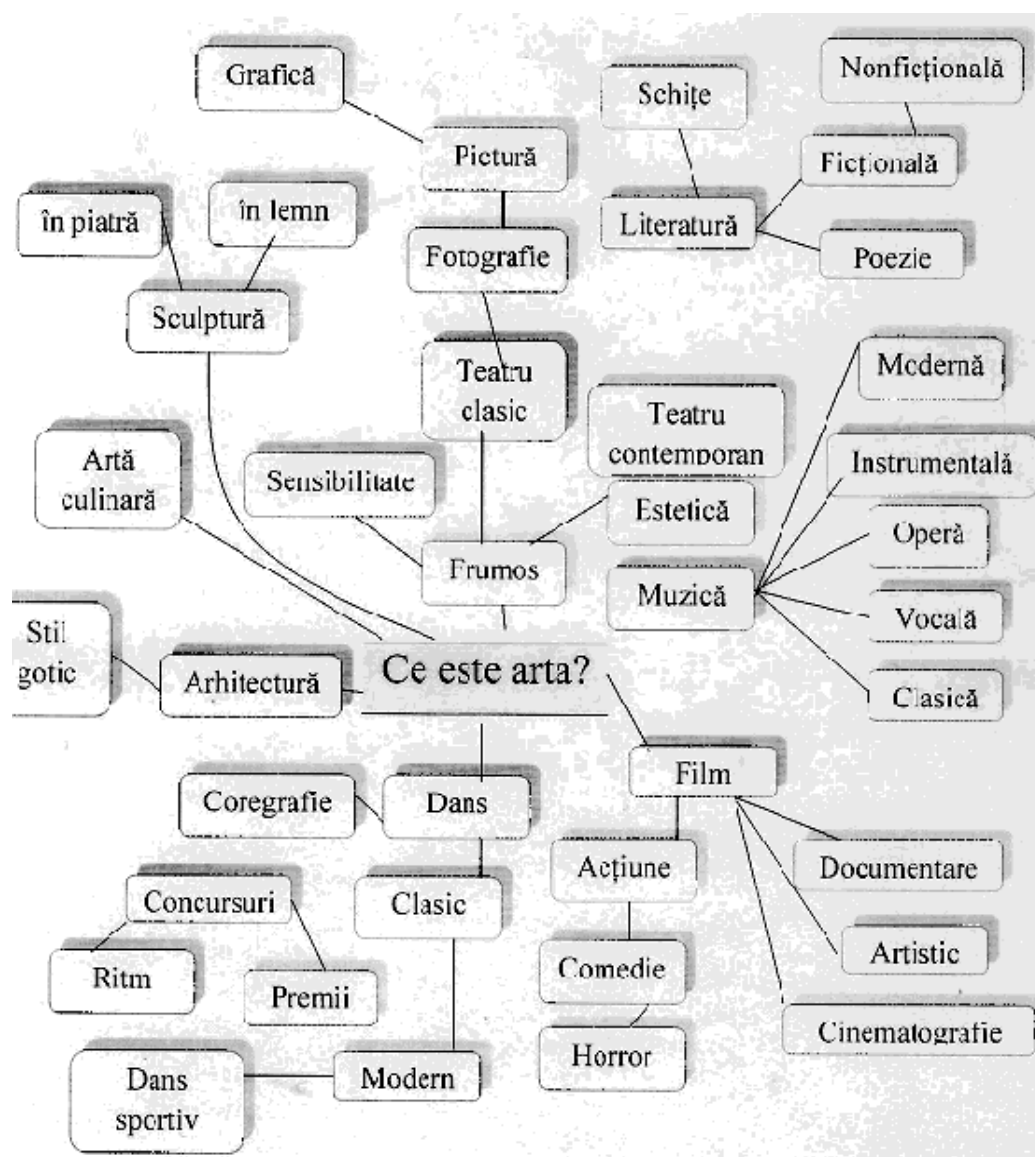 Grafică
Schițe
Nonficțională
Pictură
Ficțională
în piatră
în lemn
Literatură
Fotografie
Poezie
Sculptură
Teatru
clasic
Modernă
Teatru
contemporan
Artă
culinară
Sensibilitate
Instrumentală
Estetică
Operă
Frumos
Muzică
Vocală
Stil
gotic
Arhitectură
Ce este arta?
Clasică
Film
Coregrafie
Dans
Acțiune
Documentare
Concursuri
Clasic
Ritm
Premii
Comedie
Artistic
Cinematografie
Horror
Dans
sportiv
Modern